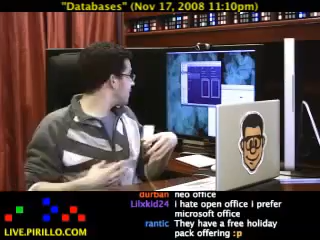 "Databases" (Nov 17, 2008 11:10pm)
durban neo office
Lilxkid24 i hate open office i prefer
microsoft office
rantic They have a free holiday
pack offering :p
LIVE.PIRILLO.COM